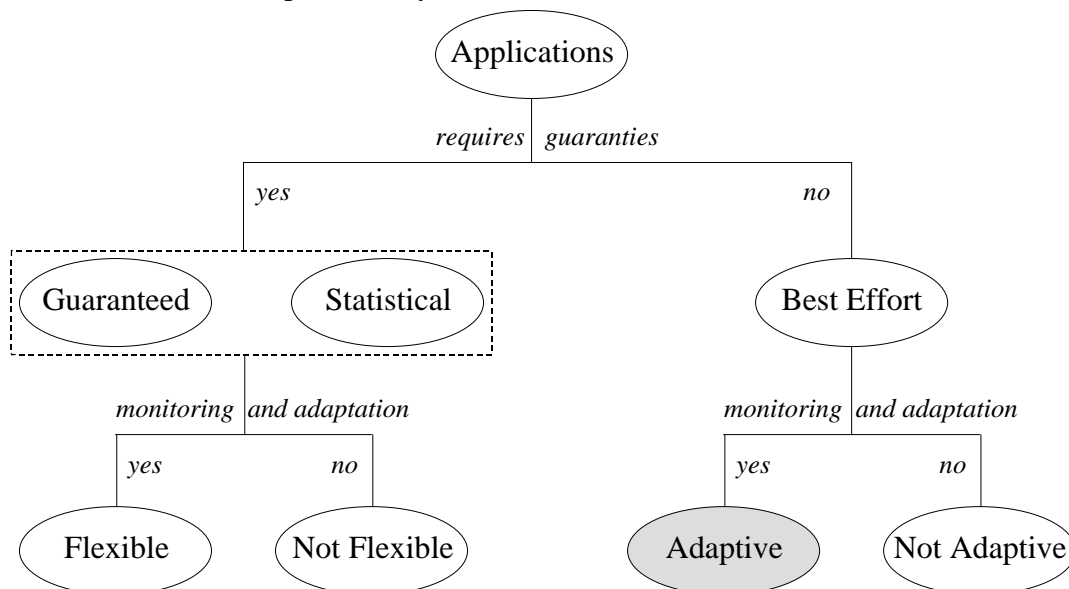 Applications
requires guaranties
yes no
Guaranteed Statistical Best Effort
monitoring and adaptation monitoring and adaptation
yes no yes no
Flexible Not Flexible Adaptive Not Adaptive